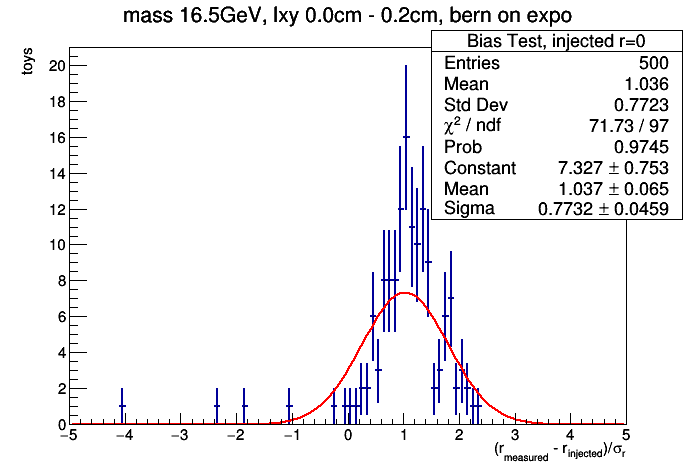 mass 16.5GeV, lxy 0.0cm - 0.2cm, bern on expo
Bias Test, injected r=0
Entries 500
Mean 1.036
Std Dev 0.7723
χ² / ndf 71.73 / 97
Prob 0.9745
Constant 7.327 ± 0.753
Mean 1.037 ± 0.065
Sigma 0.7732 ± 0.0459
toys
20
18
16
14
12
10
8
6
4
2
0
−5 −4 −3 −2 −1 0 1 2 3 4 5
(r_measured - r_injected)/σ_r